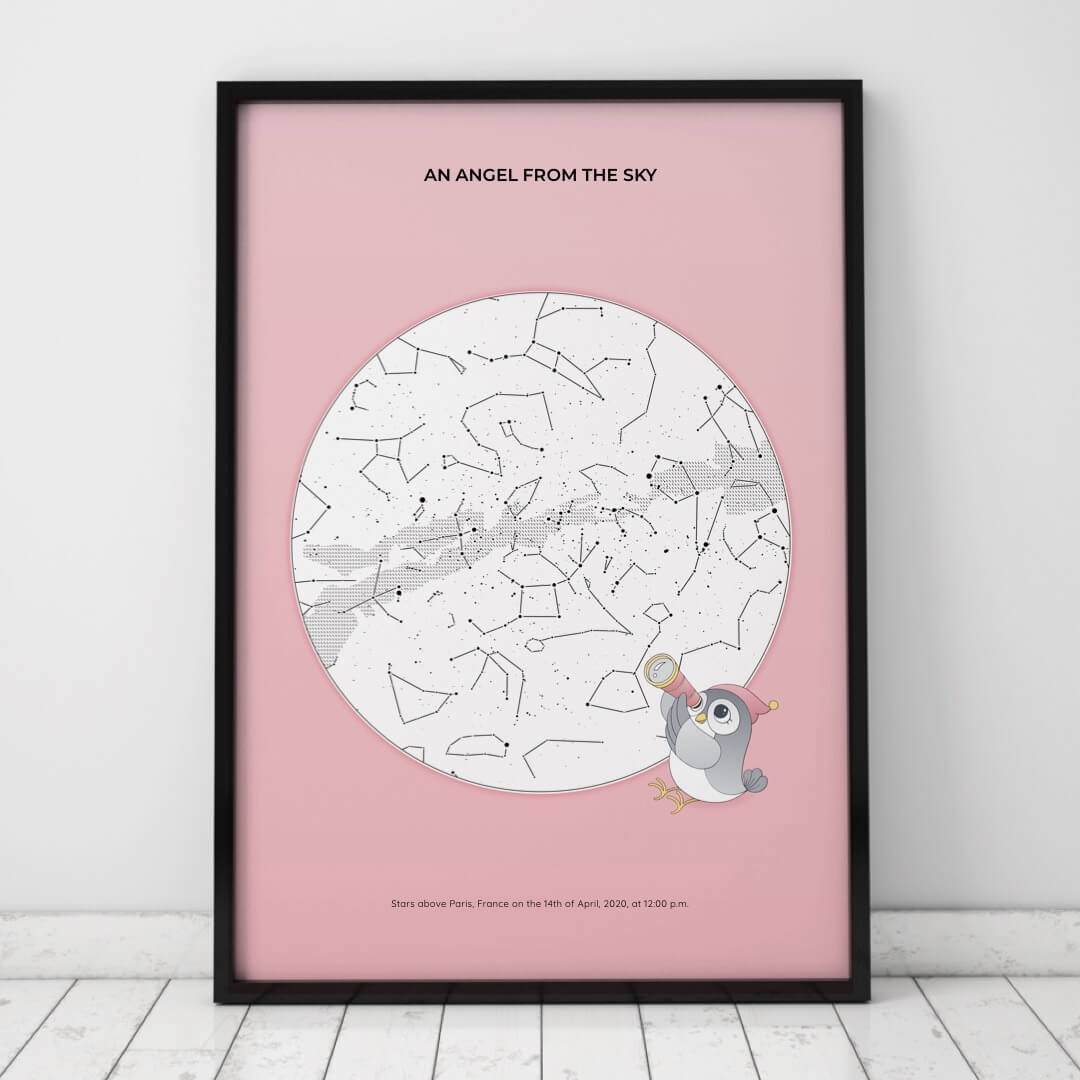 AN ANGEL FROM THE SKY
Stars above Paris, France on the 14th of April, 2020, at 12:00 p.m.